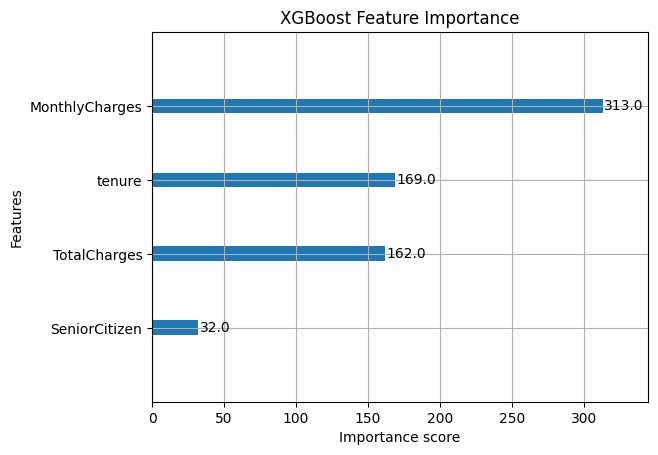 XGBoost Feature Importance
Features
MonthlyCharges
313.0
tenure
169.0
TotalCharges
162.0
SeniorCitizen
32.0
0 50 100 150 200 250 300
Importance score